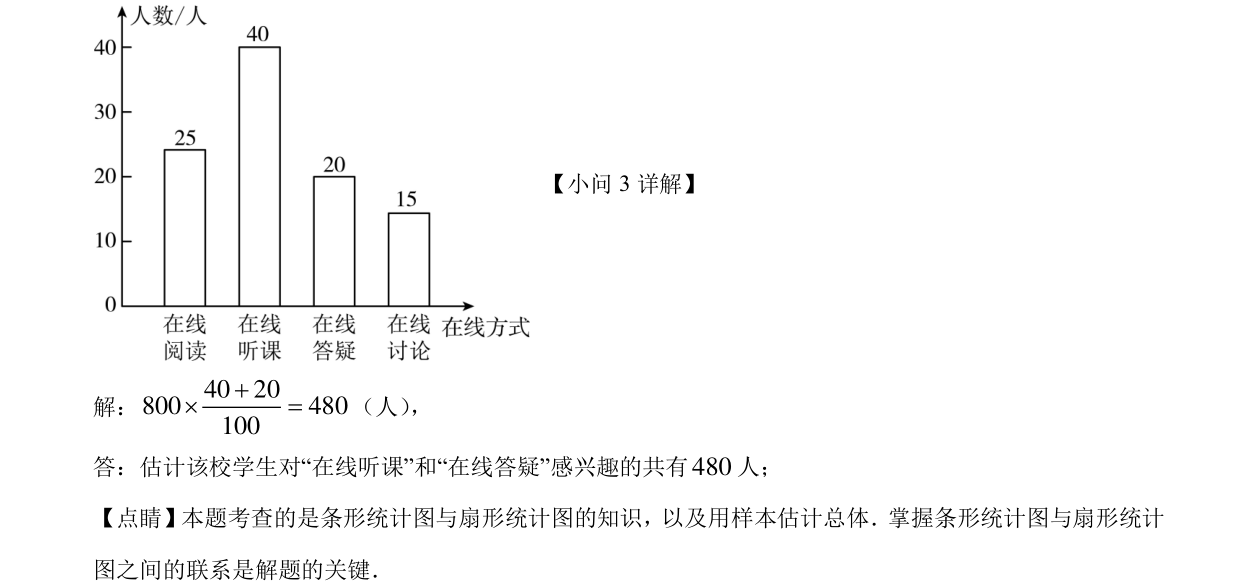 人数/人
40
40
30
25
20
20
15
10
0
在线阅读
在线听课
在线答疑
在线讨论
在线方式
【小问 3 详解】
解：800×\frac{40+20}{100}=480（人），
答：估计该校学生对“在线听课”和“在线答疑”感兴趣的共有 480 人；
【点睛】本题考查的是条形统计图与扇形统计图的知识，以及用样本估计总体．掌握条形统计图与扇形统计
图之间的联系是解题的关键．